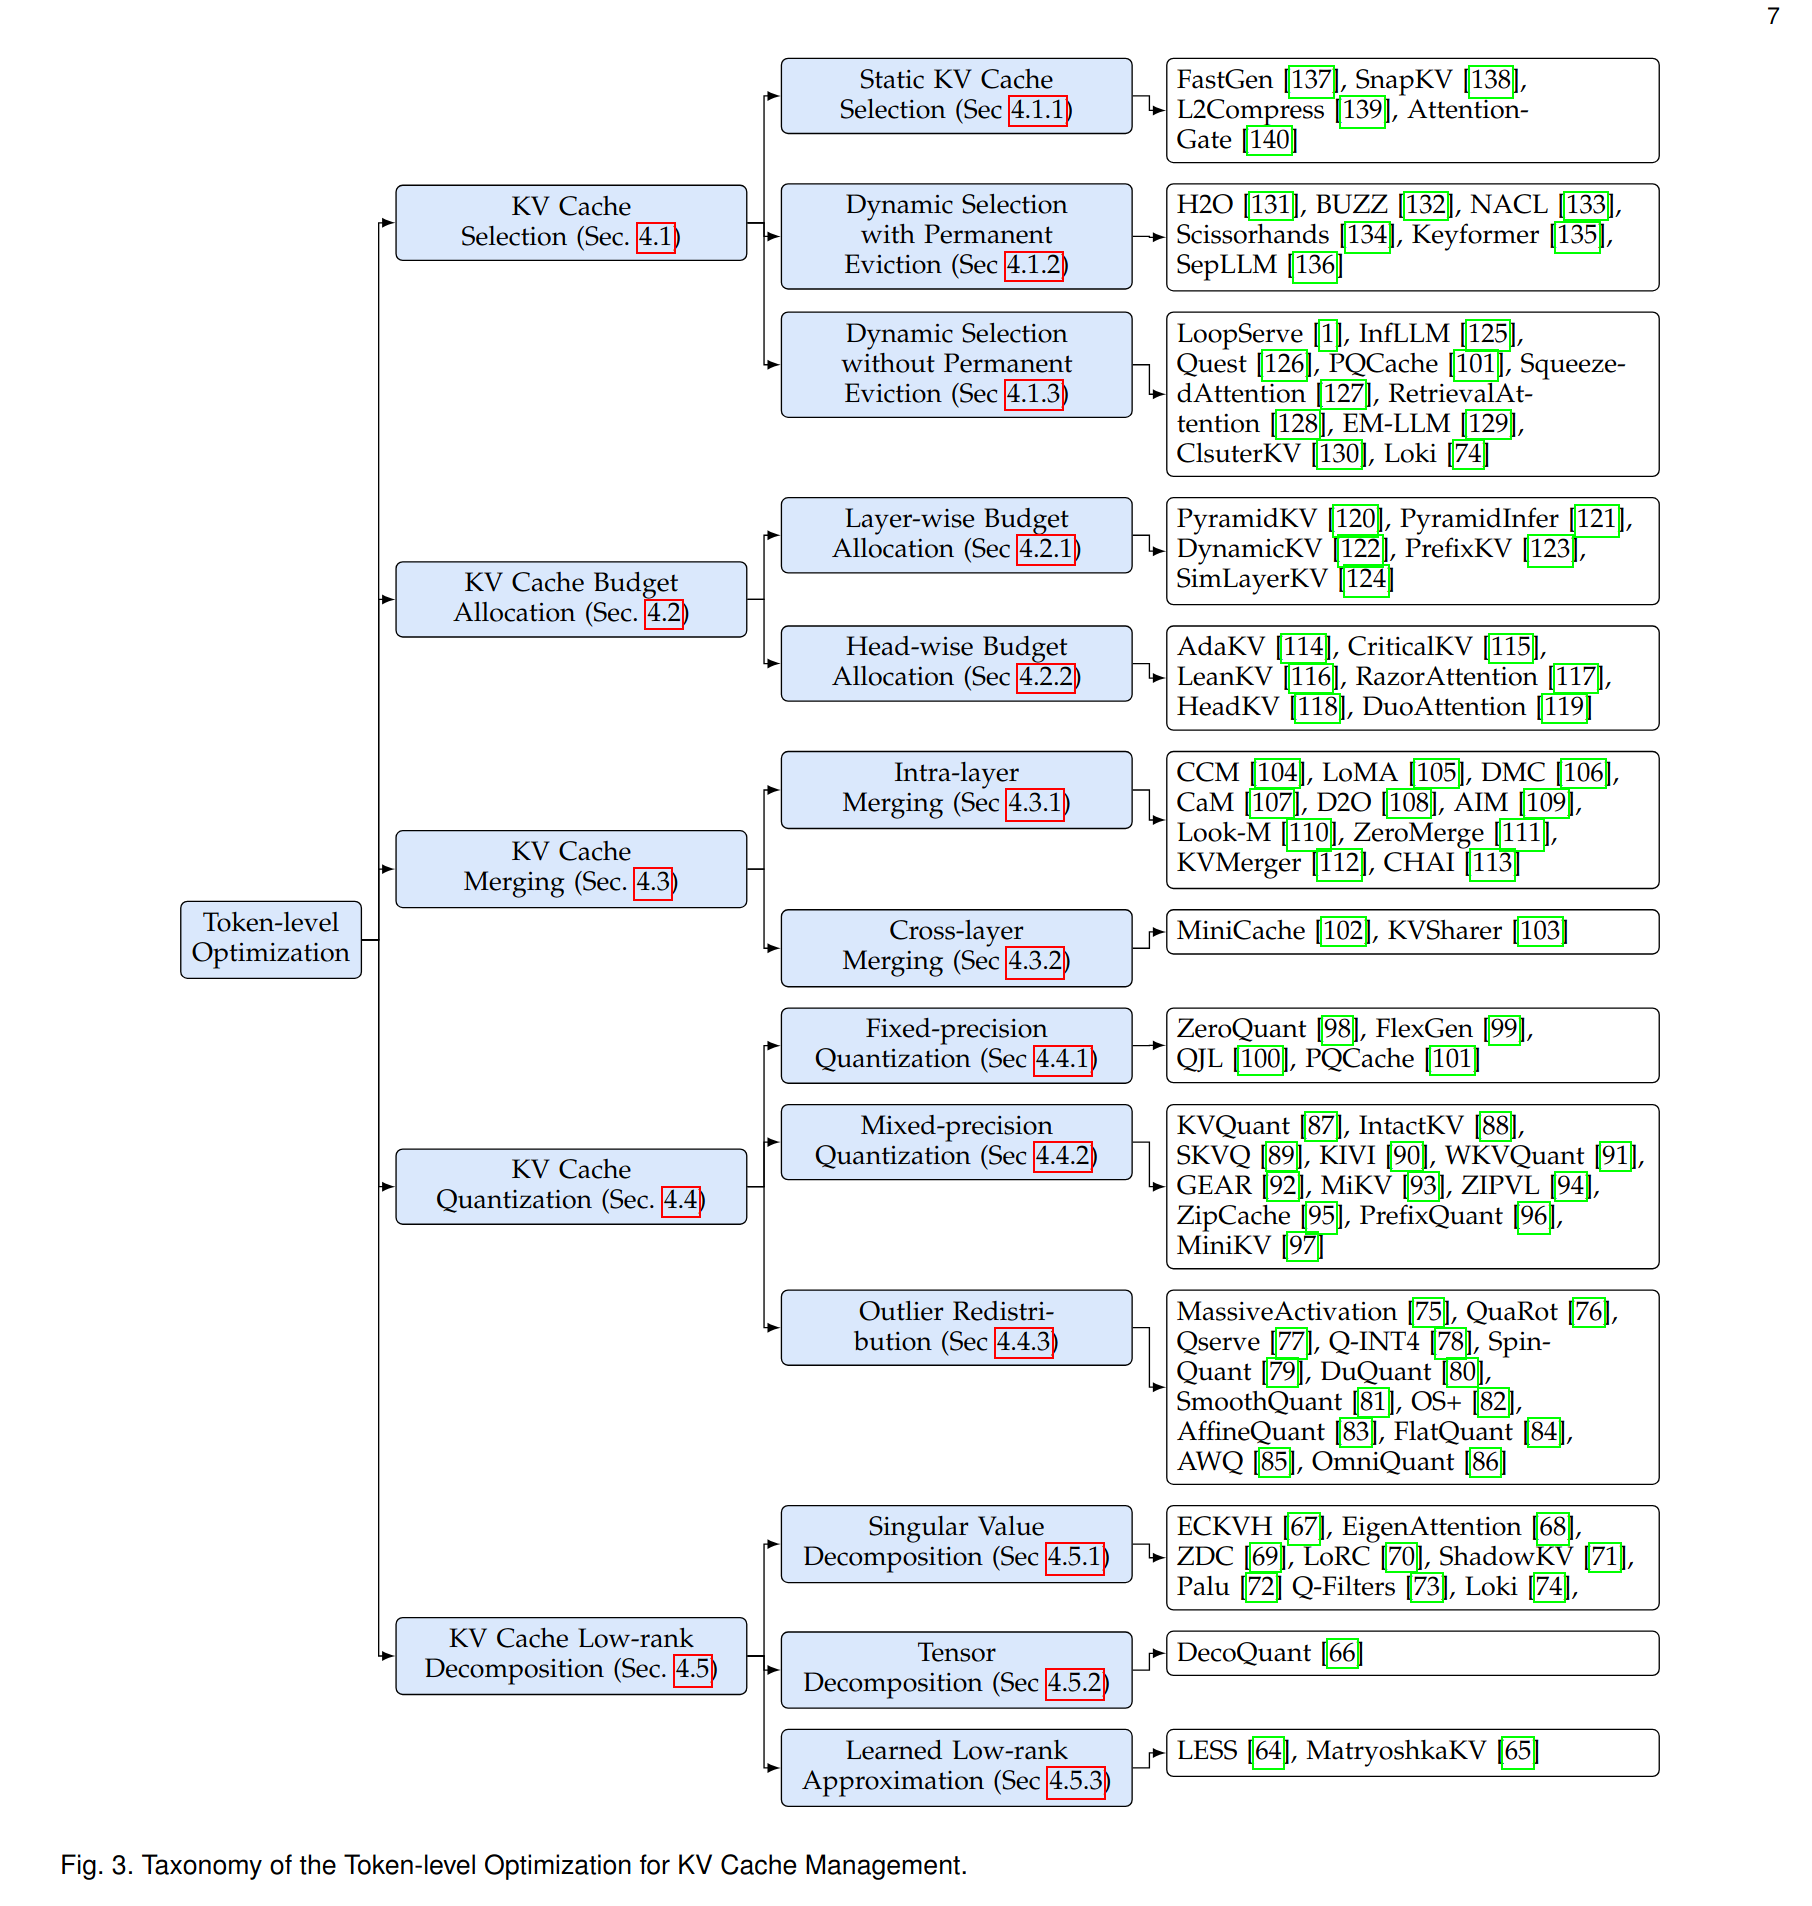 7
Static KV Cache
Selection (Sec 4.1.1)
FastGen [137], SnapKV [138],
L2Compress [139], Attention-
Gate [140]
KV Cache
Selection (Sec. 4.1)
Dynamic Selection
with Permanent
Eviction (Sec 4.1.2)
H2O [131], BUZZ [132], NACL [133],
Scissorhands [134], Keyformer [135],
SepLLM [136]
Dynamic Selection
without Permanent
Eviction (Sec 4.1.3)
LoopServe [1], InfLLM [125],
Quest [126], PQCache [101], Squeeze-
dAttention [127], RetrievalAt-
tention [128], EM-LLM [129],
ClsuterKV [130], Loki [74]
KV Cache Budget
Allocation (Sec. 4.2)
Layer-wise Budget
Allocation (Sec 4.2.1)
PyramidKV [120], PyramidInfer [121],
DynamicKV [122], PrefixKV [123],
SimLayerKV [124]
Head-wise Budget
Allocation (Sec 4.2.2)
AdaKV [114], CriticalKV [115],
LeanKV [116], RazorAttention [117],
HeadKV [118], DuoAttention [119]
Token-level
Optimization
KV Cache
Merging (Sec. 4.3)
Intra-layer
Merging (Sec 4.3.1)
CCM [104], LoMA [105], DMC [106],
CaM [107], D2O [108], AIM [109],
Look-M [110], ZeroMerge [111],
KVMerger [112], CHAI [113]
Cross-layer
Merging (Sec 4.3.2)
MiniCache [102], KVSharer [103]
KV Cache
Quantization (Sec. 4.4)
Fixed-precision
Quantization (Sec 4.4.1)
ZeroQuant [98], FlexGen [99],
QJL [100], PQCache [101]
Mixed-precision
Quantization (Sec 4.4.2)
KVQuant [87], IntactKV [88],
SKVQ [89], KIVI [90], WKVQuant [91],
GEAR [92], MiKV [93], ZIPVL [94],
ZipCache [95], PrefixQuant [96],
MiniKV [97]
Outlier Redistri-
bution (Sec 4.4.3)
MassiveActivation [75], QuaRot [76],
Qserve [77], Q-INT4 [78], Spin-
Quant [79], DuQuant [80],
SmoothQuant [81], OS+ [82],
AffineQuant [83], FlatQuant [84],
AWQ [85], OmniQuant [86]
KV Cache Low-rank
Decomposition (Sec. 4.5)
Singular Value
Decomposition (Sec 4.5.1)
ECKVH [67], EigenAttention [68],
ZDC [69], LoRC [70], ShadowKV [71],
Palu [72] Q-Filters [73], Loki [74],
Tensor
Decomposition (Sec 4.5.2)
DecoQuant [66]
Learned Low-rank
Approximation (Sec 4.5.3)
LESS [64], MatryoshkaKV [65]
Fig. 3. Taxonomy of the Token-level Optimization for KV Cache Management.